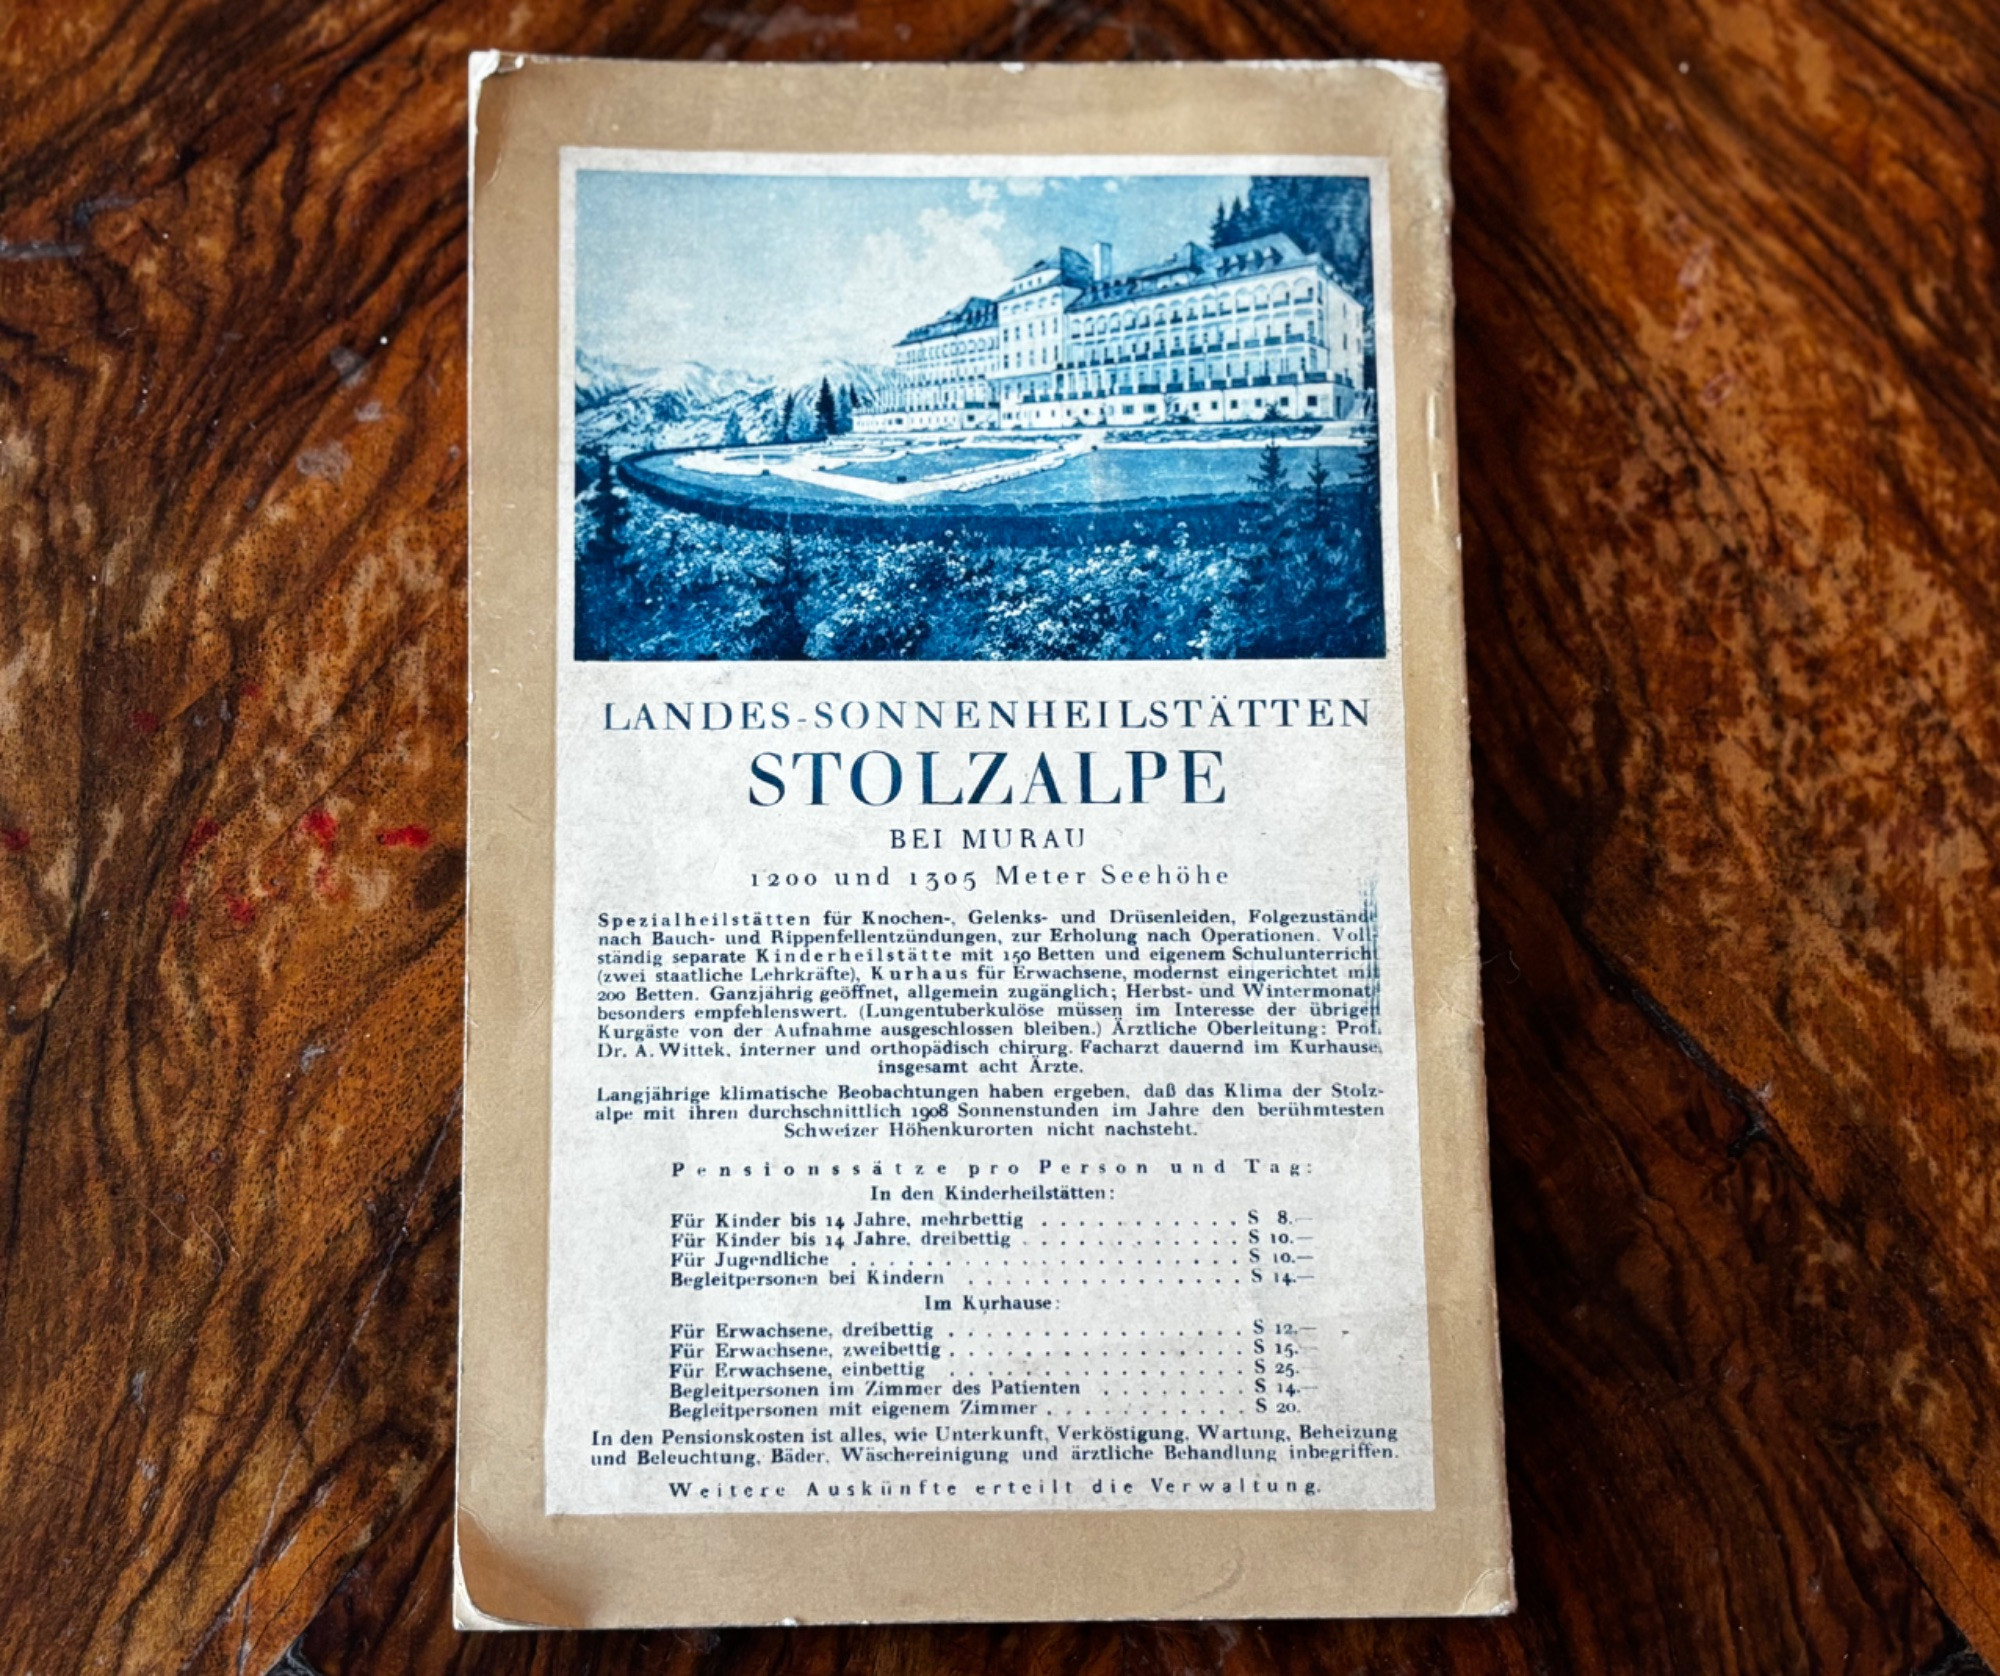 LANDES-SONNENHEILSTÄTTEN
STOLZALPE
BEI MURAU
1200 und 1305 Meter Seehöhe
Spezialheilstätten für Knochen-, Gelenks- und Drüsenleiden, Folgezustände
nach Bauch- und Rippenfellentzündungen, zur Erholung nach Operationen. Voll-
ständig separate Kinderheilstätte mit 150 Betten und eigenem Schulunterricht
(zwei staatliche Lehrkräfte), Kurhaus für Erwachsene, modernst eingerichtet mit
200 Betten. Ganzjährig geöffnet, allgemein zugänglich; Herbst- und Wintermonate
besonders empfehlenswert. (Lungentuberkulöse müssen im Interesse der übrigen
Kurgäste von der Aufnahme ausgeschlossen bleiben.) Ärztliche Oberleitung: Prof.
Dr. A. Wittek, interner und orthopädisch chirurg. Facharzt dauernd im Kurhause,
insgesamt acht Ärzte.
Langjährige klimatische Beobachtungen haben ergeben, daß das Klima der Stolz-
alpe mit ihren durchschnittlich 1908 Sonnenstunden im Jahre den berühmtesten
Schweizer Höhenkurorten nicht nachsteht.
Pensionssätze pro Person und Tag:
In den Kinderheilstätten:
Für Kinder bis 14 Jahre, mehrbettig . . . . . . . . . . . S 8.—
Für Kinder bis 14 Jahre, dreibettig . . . . . . . . . . . . S 10.—
Für Jugendliche . . . . . . . . . . . . . . . . . . . . S 10.—
Begleitpersonen bei Kindern . . . . . . . . . . . . . . S 14.—
Im Kurhause:
Für Erwachsene, dreibettig . . . . . . . . . . . . . . . . S 12.—
Für Erwachsene, zweibettig . . . . . . . . . . . . . . . . S 15.—
Für Erwachsene, einbettig . . . . . . . . . . . . . . . . S 25.
Begleitpersonen im Zimmer des Patienten . . . . . . . . S 14.—
Begleitpersonen mit eigenem Zimmer . . . . . . . . . . . S 20.
In den Pensionskosten ist alles, wie Unterkunft, Verköstigung, Wartung, Beheizung
und Beleuchtung, Bäder, Wäschereinigung und ärztliche Behandlung inbegriffen.
Weitere Auskünfte erteilt die Verwaltung.